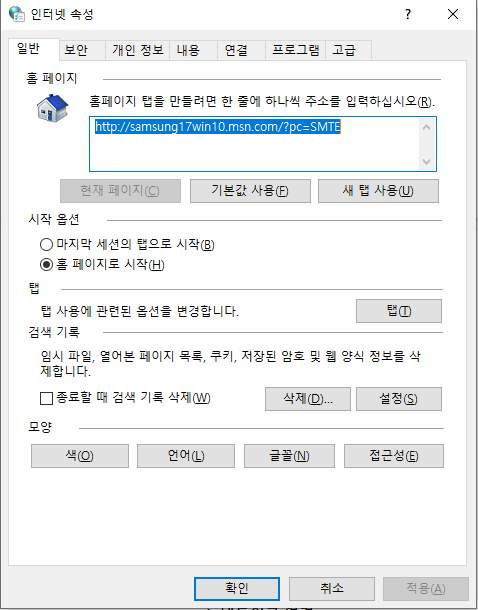 인터넷 속성
일반 보안 개인 정보 내용 연결 프로그램 고급
홈 페이지
홈페이지 탭을 만들려면 한 줄에 하나씩 주소를 입력하십시오(R).
http://samsung17win10.msn.com/?pc=SMTE
현재 페이지(C) 기본값 사용(F) 새 탭 사용(U)
시작 옵션
마지막 세션의 탭으로 시작(B)
홈 페이지로 시작(H)
탭
탭 사용에 관련된 옵션을 변경합니다. 탭(T)
검색 기록
임시 파일, 열어본 페이지 목록, 쿠키, 저장된 암호 및 웹 양식 정보를 삭
제합니다.
종료할 때 검색 기록 삭제(W) 삭제(D)... 설정(S)
모양
색(O) 언어(L) 글꼴(N) 접근성(E)
확인 취소 적용(A)